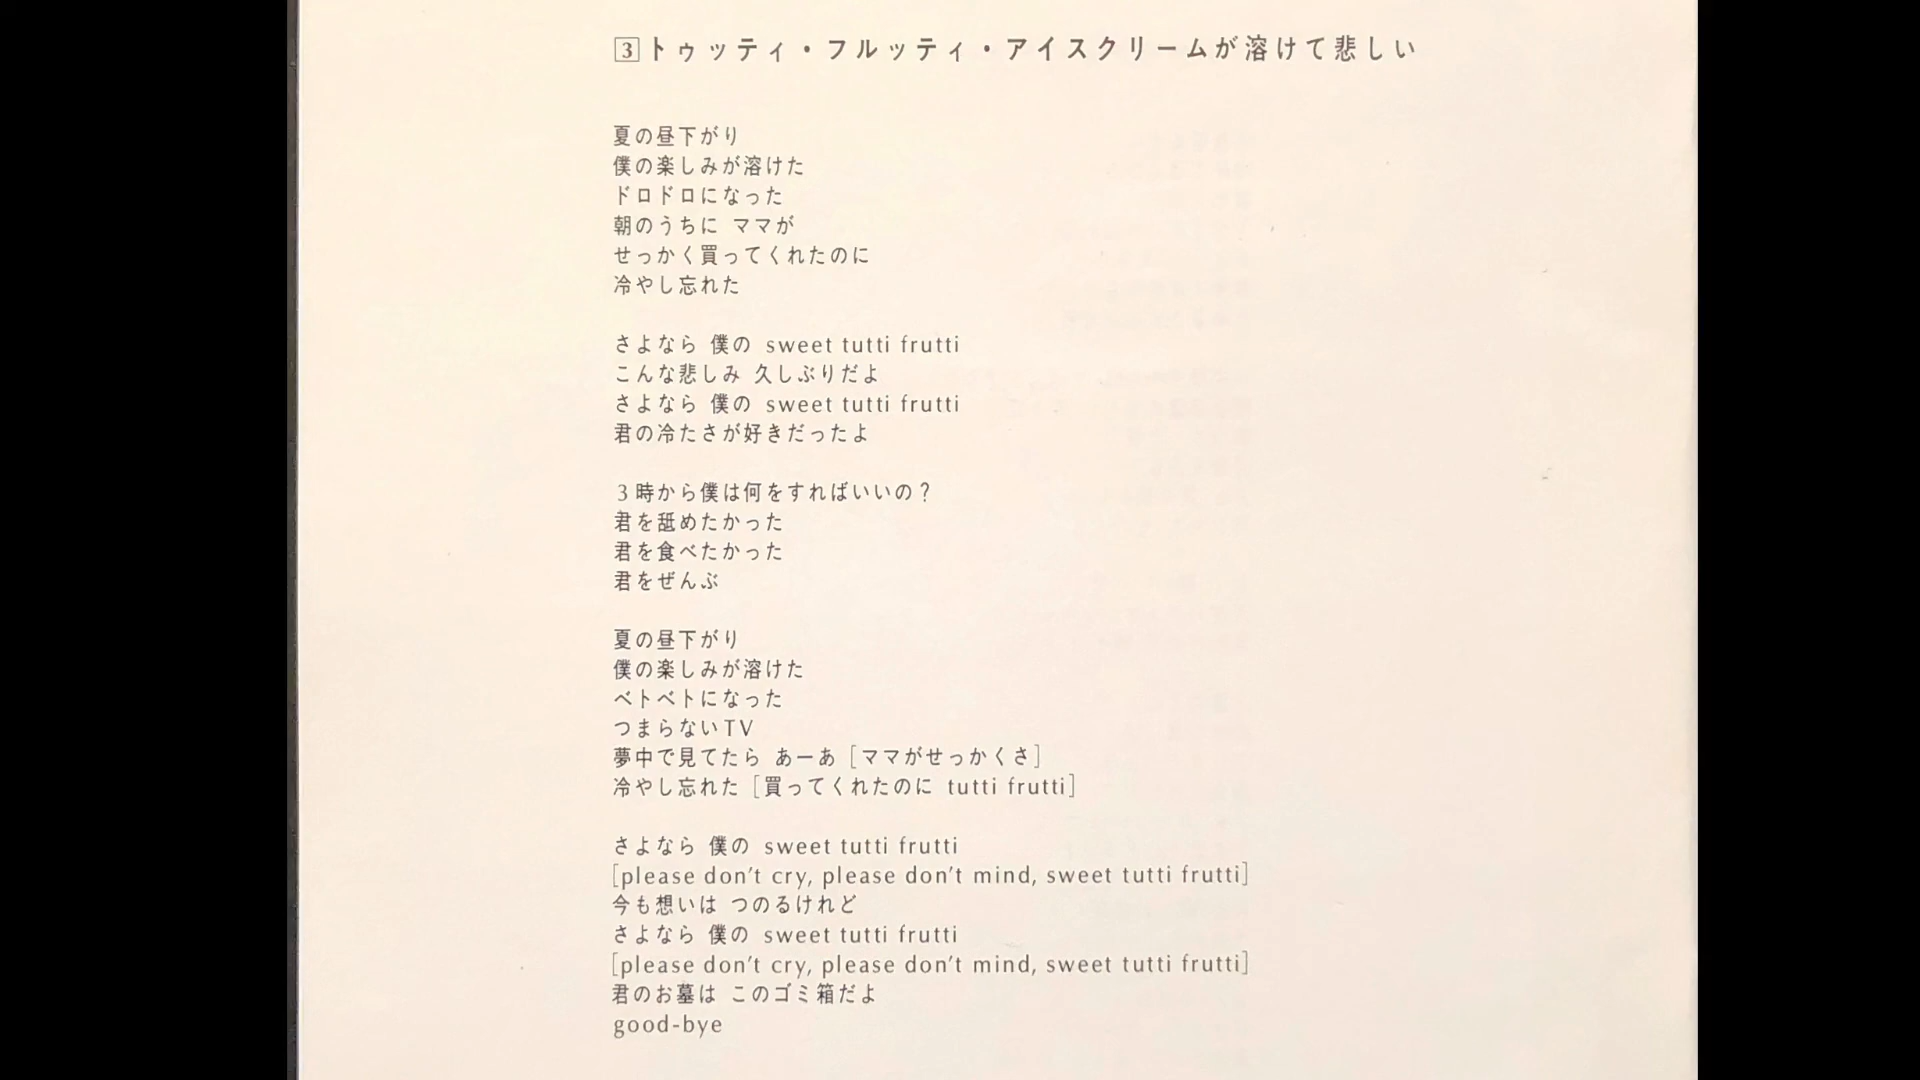 3 トゥッティ・フルッティ・アイスクリームが溶けて悲しい
夏の昼下がり
僕の楽しみが溶けた
ドロドロになった
朝のうちに ママが
せっかく買ってくれたのに
冷やし忘れた
さよなら 僕の sweet tutti frutti
こんな悲しみ 久しぶりだよ
さよなら 僕の sweet tutti frutti
君の冷たさが好きだったよ
3時から僕は何をすればいいの？
君を舐めたかった
君を食べたかった
君をぜんぶ
夏の昼下がり
僕の楽しみが溶けた
ベトベトになった
つまらないTV
夢中で見てたら あーあ [ママがせっかくさ]
冷やし忘れた [買ってくれたのに tutti frutti]
さよなら 僕の sweet tutti frutti
[please don't cry, please don't mind, sweet tutti frutti]
今も想いは つのるけれど
さよなら 僕の sweet tutti frutti
[please don't cry, please don't mind, sweet tutti frutti]
君のお墓は このゴミ箱だよ
good-bye